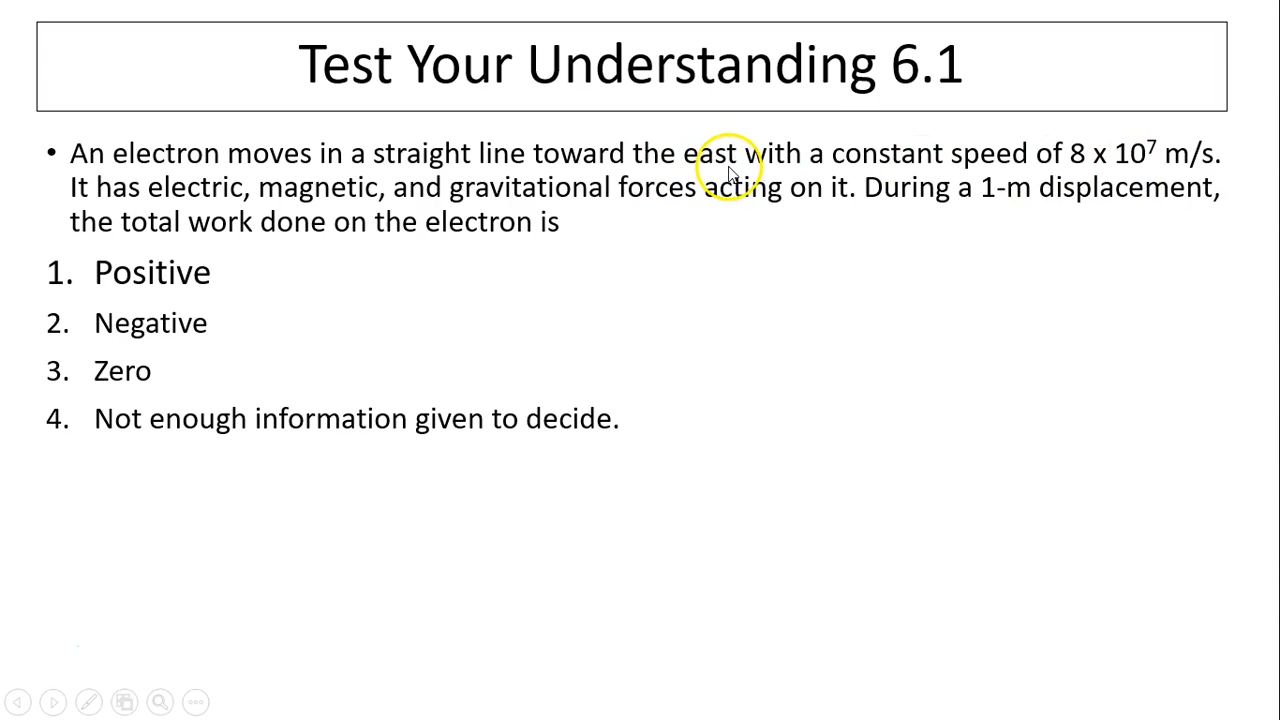 Test Your Understanding 6.1
• An electron moves in a straight line toward the east with a constant speed of 8 x 10⁷ m/s.
It has electric, magnetic, and gravitational forces acting on it. During a 1-m displacement,
the total work done on the electron is
1. Positive
2. Negative
3. Zero
4. Not enough information given to decide.